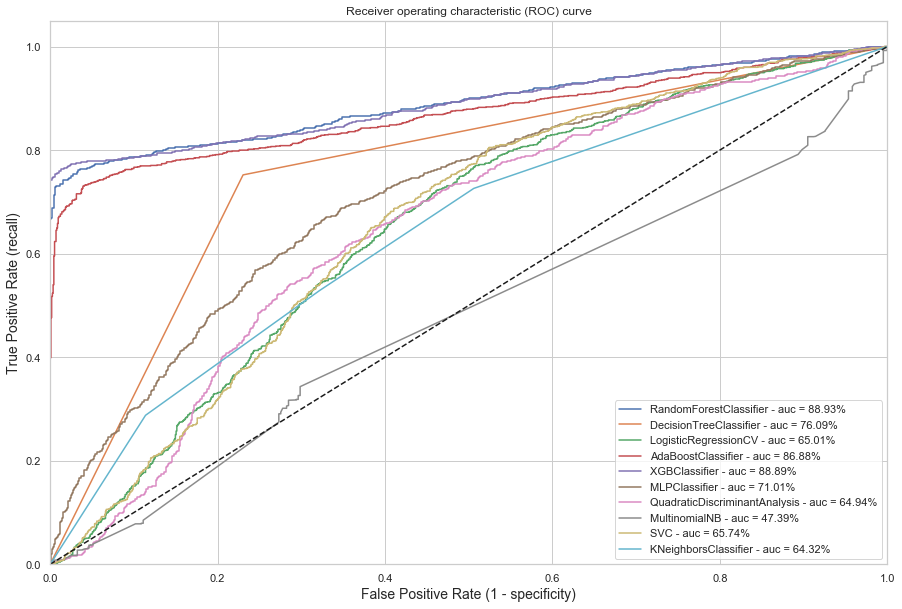 Receiver operating characteristic (ROC) curve
True Positive Rate (recall)
1.0
0.8
0.6
0.4
0.2
0.0
RandomForestClassifier - auc = 88.93%
DecisionTreeClassifier - auc = 76.09%
LogisticRegressionCV - auc = 65.01%
AdaBoostClassifier - auc = 86.88%
XGBClassifier - auc = 88.89%
MLPClassifier - auc = 71.01%
QuadraticDiscriminantAnalysis - auc = 64.94%
MultinomialNB - auc = 47.39%
SVC - auc = 65.74%
KNeighborsClassifier - auc = 64.32%
0.0 0.2 0.4 0.6 0.8 1.0
False Positive Rate (1 - specificity)